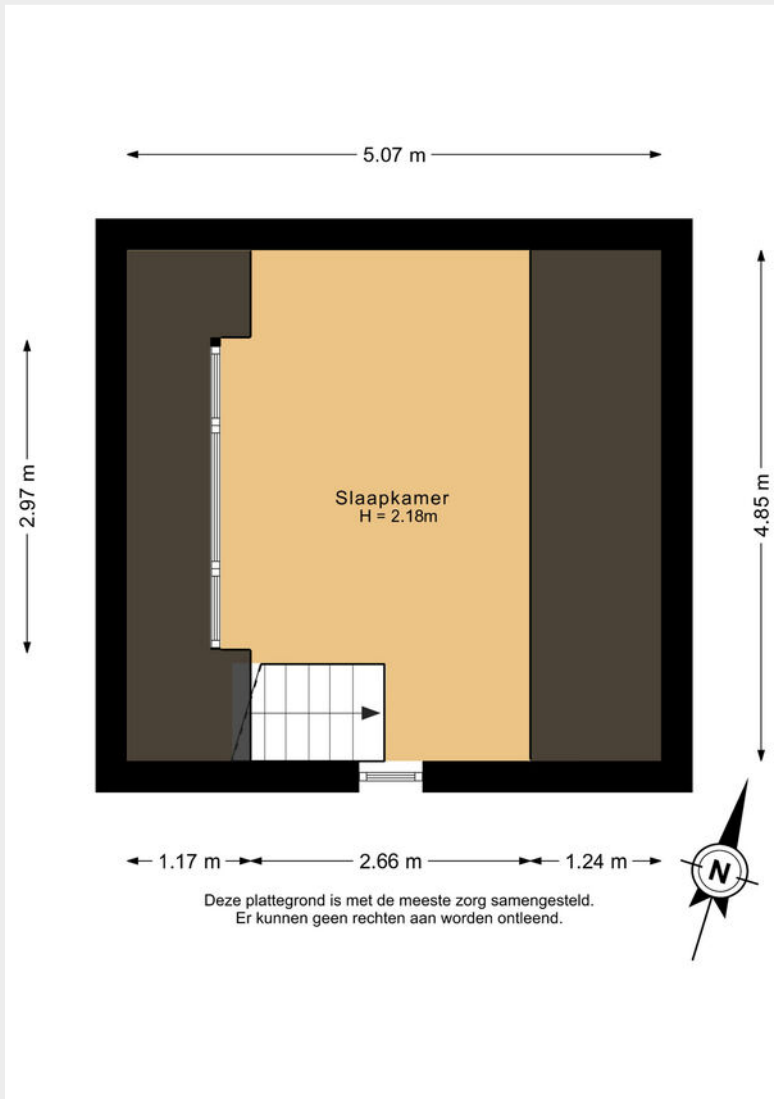 5.07 m
2.97 m
4.85 m
Slaapkamer
H = 2.18m
1.17 m
2.66 m
1.24 m
N
Deze plattegrond is met de meeste zorg samengesteld.
Er kunnen geen rechten aan worden ontleend.